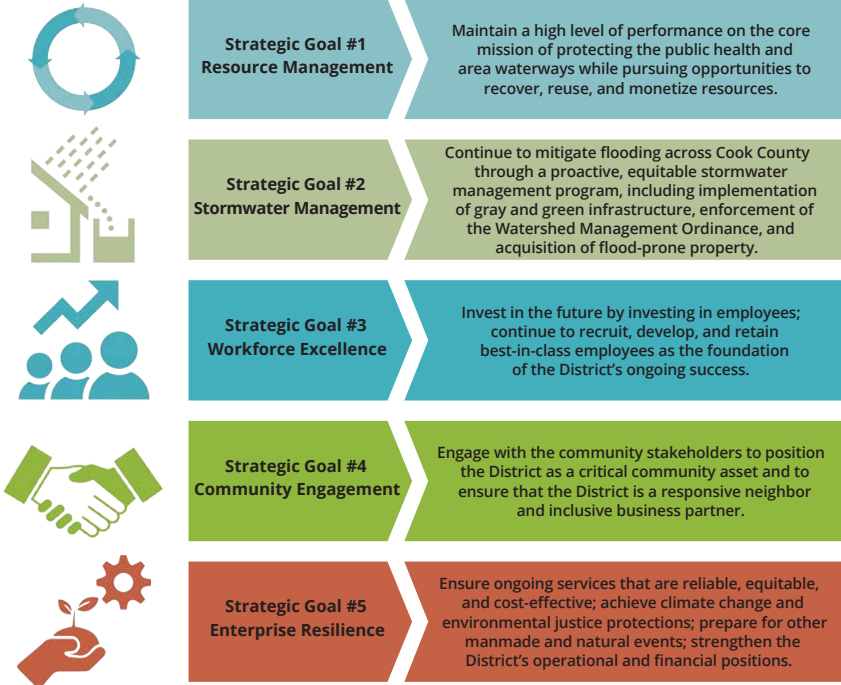 Strategic Goal #1
Resource Management
Maintain a high level of performance on the core
mission of protecting the public health and
area waterways while pursuing opportunities to
recover, reuse, and monetize resources.
Strategic Goal #2
Stormwater Management
Continue to mitigate flooding across Cook County
through a proactive, equitable stormwater
management program, including implementation
of gray and green infrastructure, enforcement of
the Watershed Management Ordinance, and
acquisition of flood-prone property.
Strategic Goal #3
Workforce Excellence
Invest in the future by investing in employees;
continue to recruit, develop, and retain
best-in-class employees as the foundation
of the District’s ongoing success.
Strategic Goal #4
Community Engagement
Engage with the community stakeholders to position
the District as a critical community asset and to
ensure that the District is a responsive neighbor
and inclusive business partner.
Strategic Goal #5
Enterprise Resilience
Ensure ongoing services that are reliable, equitable,
and cost-effective; achieve climate change and
environmental justice protections; prepare for other
manmade and natural events; strengthen the
District’s operational and financial positions.